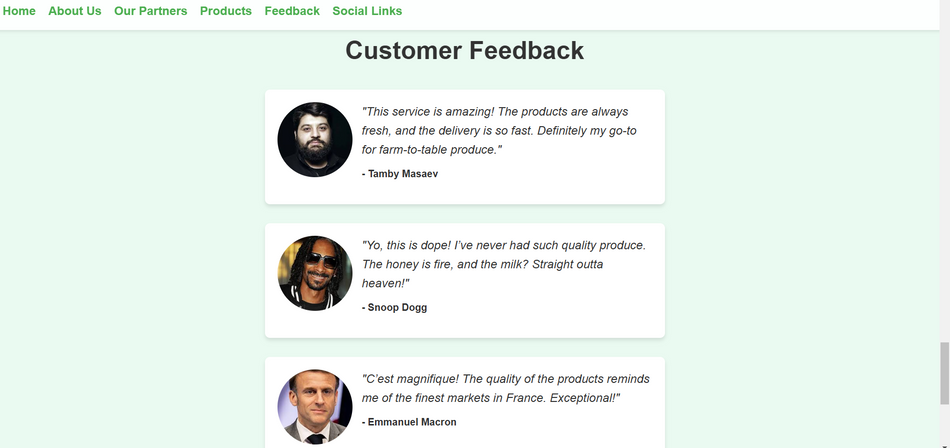 Home About Us Our Partners Products Feedback Social Links
Customer Feedback
"This service is amazing! The products are always
fresh, and the delivery is so fast. Definitely my go-to
for farm-to-table produce."
- Tamby Masaev
"Yo, this is dope! I've never had such quality produce.
The honey is fire, and the milk? Straight outta
heaven!"
- Snoop Dogg
"C'est magnifique! The quality of the products reminds
me of the finest markets in France. Exceptional!"
- Emmanuel Macron